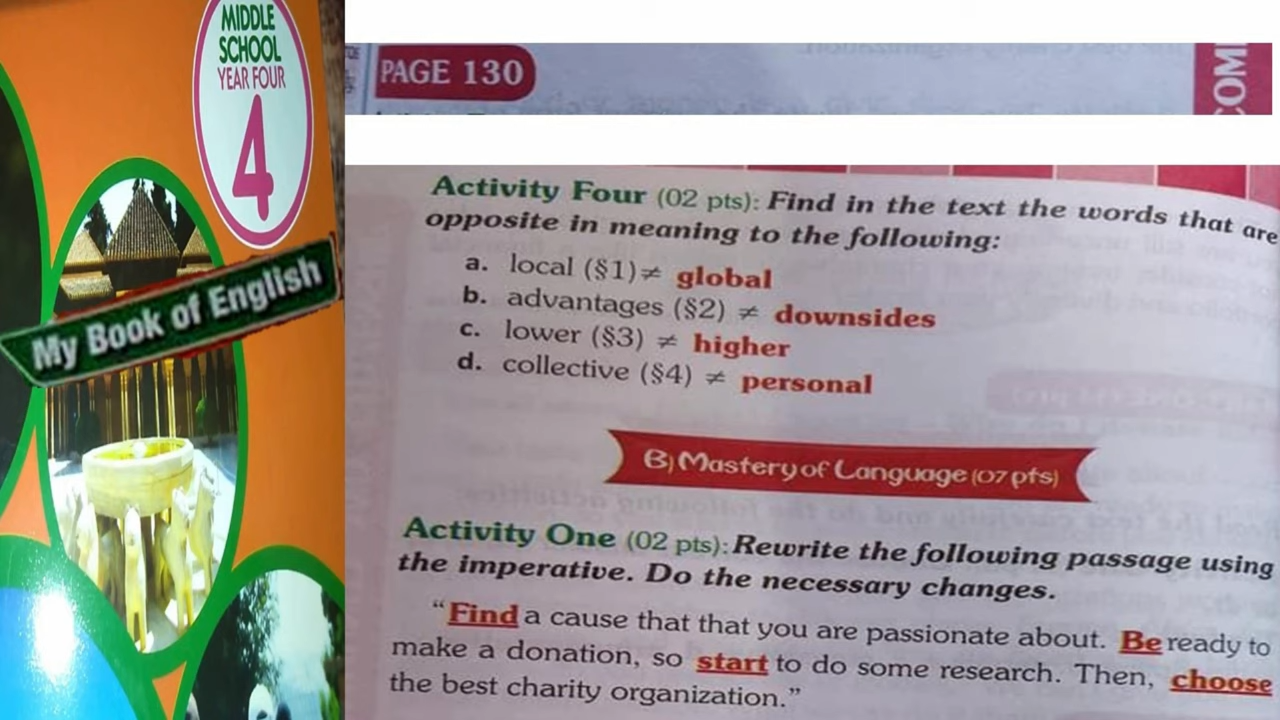 MIDDLE
SCHOOL
YEAR FOUR
4
My Book of English
PAGE 130
COM
Activity Four (02 pts): Find in the text the words that are
opposite in meaning to the following:
a. local (§1)≠ global
b. advantages (§2) ≠ downsides
c. lower (§3) ≠ higher
d. collective (§4) ≠ personal
B) Mastery of Language (07 pts)
Activity One (02 pts): Rewrite the following passage using
the imperative. Do the necessary changes.
“Find a cause that that you are passionate about. Be ready to
make a donation, so start to do some research. Then, choose
the best charity organization.”